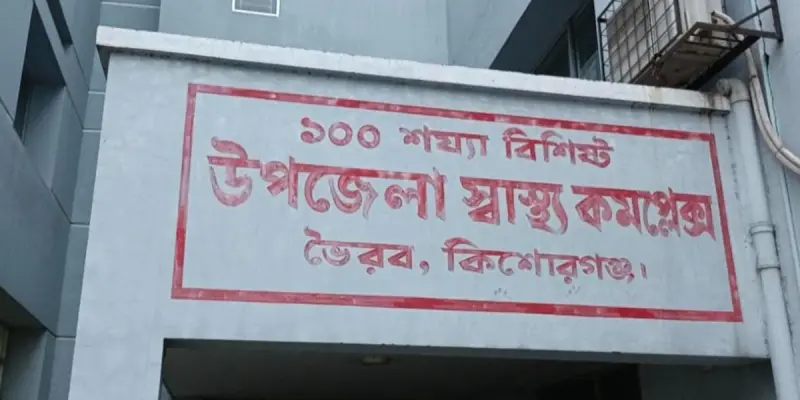 ১০০ শয্যা বিশিষ্ট
উপজেলা স্বাস্থ্য কমপ্লেক্স
ভৈরব, কিশোরগঞ্জ।